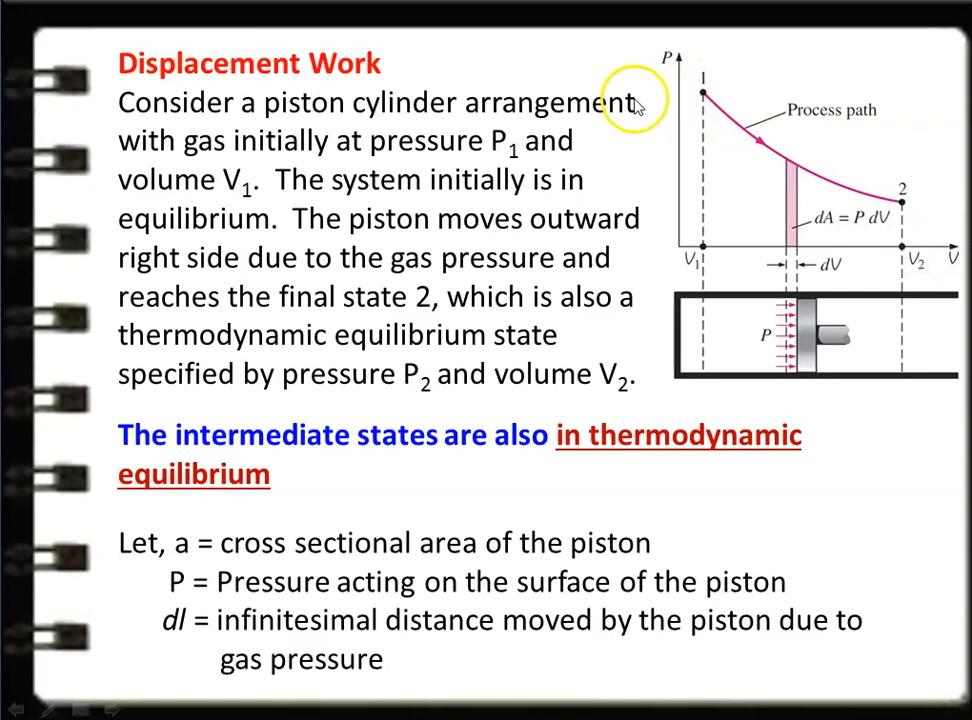 Displacement Work
Consider a piston cylinder arrangement
with gas initially at pressure P₁ and
volume V₁. The system initially is in
equilibrium. The piston moves outward
right side due to the gas pressure and
reaches the final state 2, which is also a
thermodynamic equilibrium state
specified by pressure P₂ and volume V₂.
P
1
Process path
2
dA = P dV
V₁
dV
V₂
V
P
The intermediate states are also in thermodynamic
equilibrium
Let, a = cross sectional area of the piston
P = Pressure acting on the surface of the piston
dl = infinitesimal distance moved by the piston due to
gas pressure